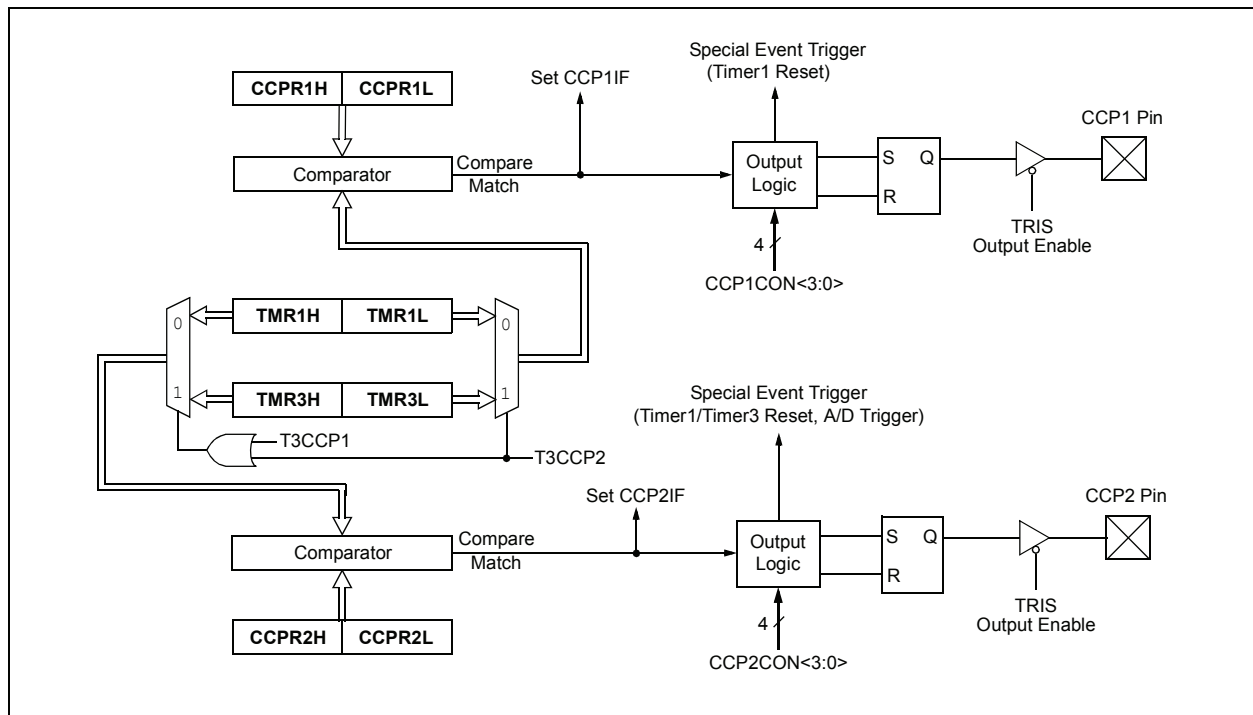 CCPR1H CCPR1L
Comparator
Compare
Match
Set CCP1IF
Special Event Trigger
(Timer1 Reset)
Output
Logic
4
CCP1CON<3:0>
S Q
R
TRIS
Output Enable
CCP1 Pin
0
1
TMR1H TMR1L
TMR3H TMR3L
0
1
T3CCP1
T3CCP2
Comparator
Compare
Match
CCPR2H CCPR2L
Set CCP2IF
Special Event Trigger
(Timer1/Timer3 Reset, A/D Trigger)
Output
Logic
4
CCP2CON<3:0>
S Q
R
TRIS
Output Enable
CCP2 Pin